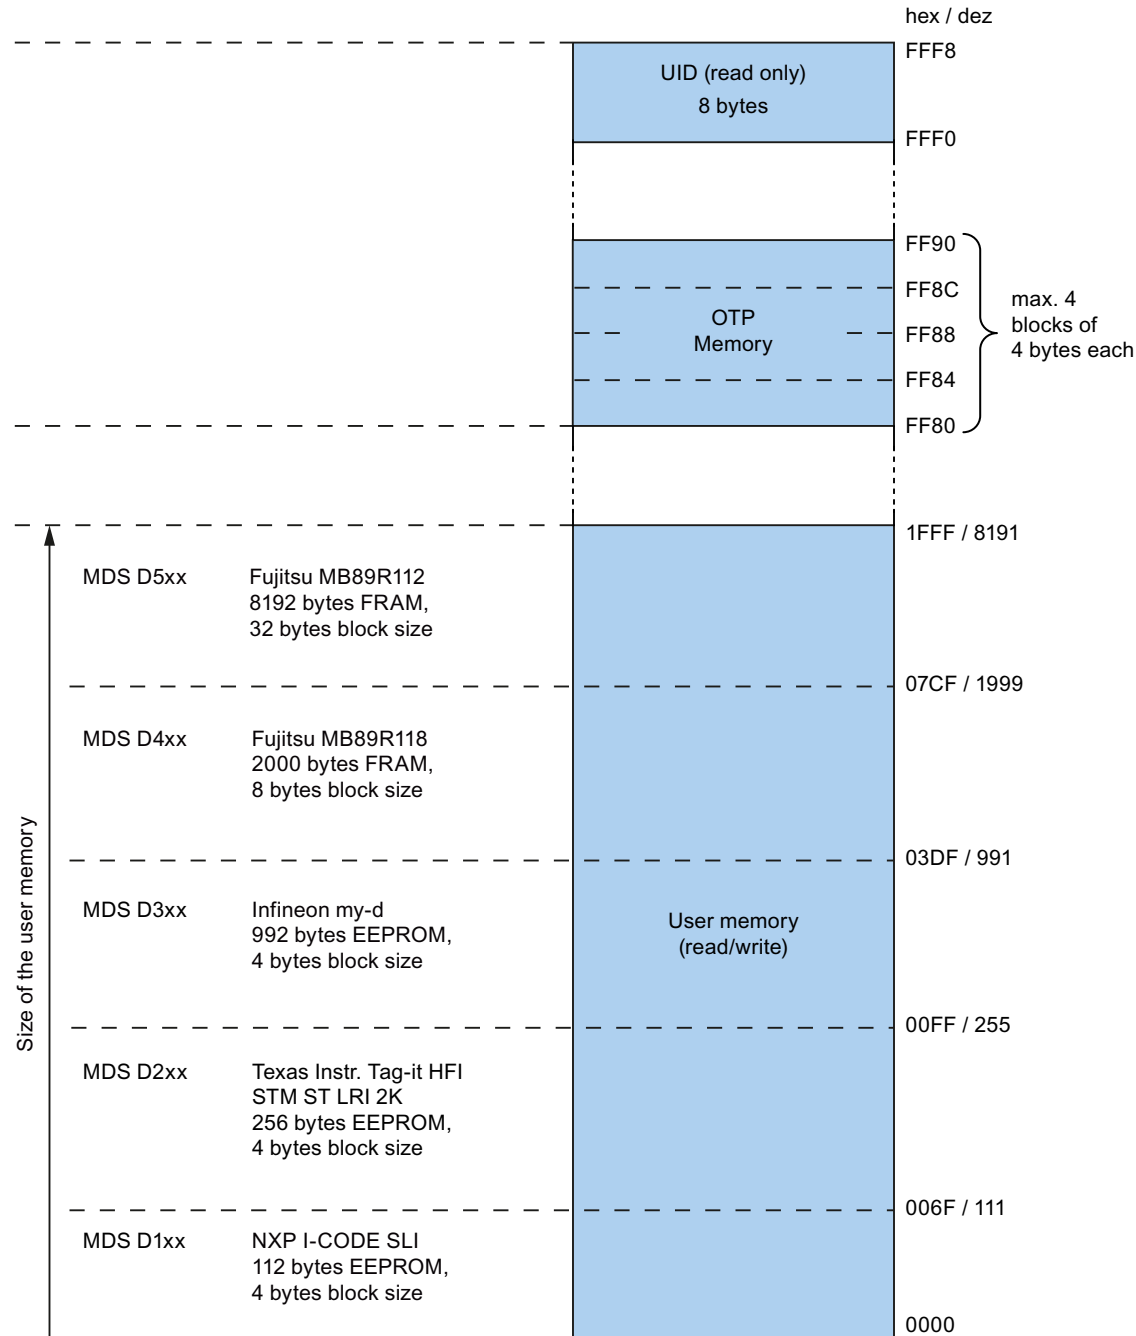 hex / dez
FFF8
UID (read only)
8 bytes
FFF0
FF90
FF8C
OTP
Memory
FF88
FF84
FF80
max. 4
blocks of
4 bytes each
1FFF / 8191
MDS D5xx
Fujitsu MB89R112
8192 bytes FRAM,
32 bytes block size
07CF / 1999
MDS D4xx
Fujitsu MB89R118
2000 bytes FRAM,
8 bytes block size
03DF / 991
MDS D3xx
Infineon my-d
992 bytes EEPROM,
4 bytes block size
User memory
(read/write)
00FF / 255
MDS D2xx
Texas Instr. Tag-it HFI
STM ST LRI 2K
256 bytes EEPROM,
4 bytes block size
006F / 111
MDS D1xx
NXP I-CODE SLI
112 bytes EEPROM,
4 bytes block size
0000
Size of the user memory